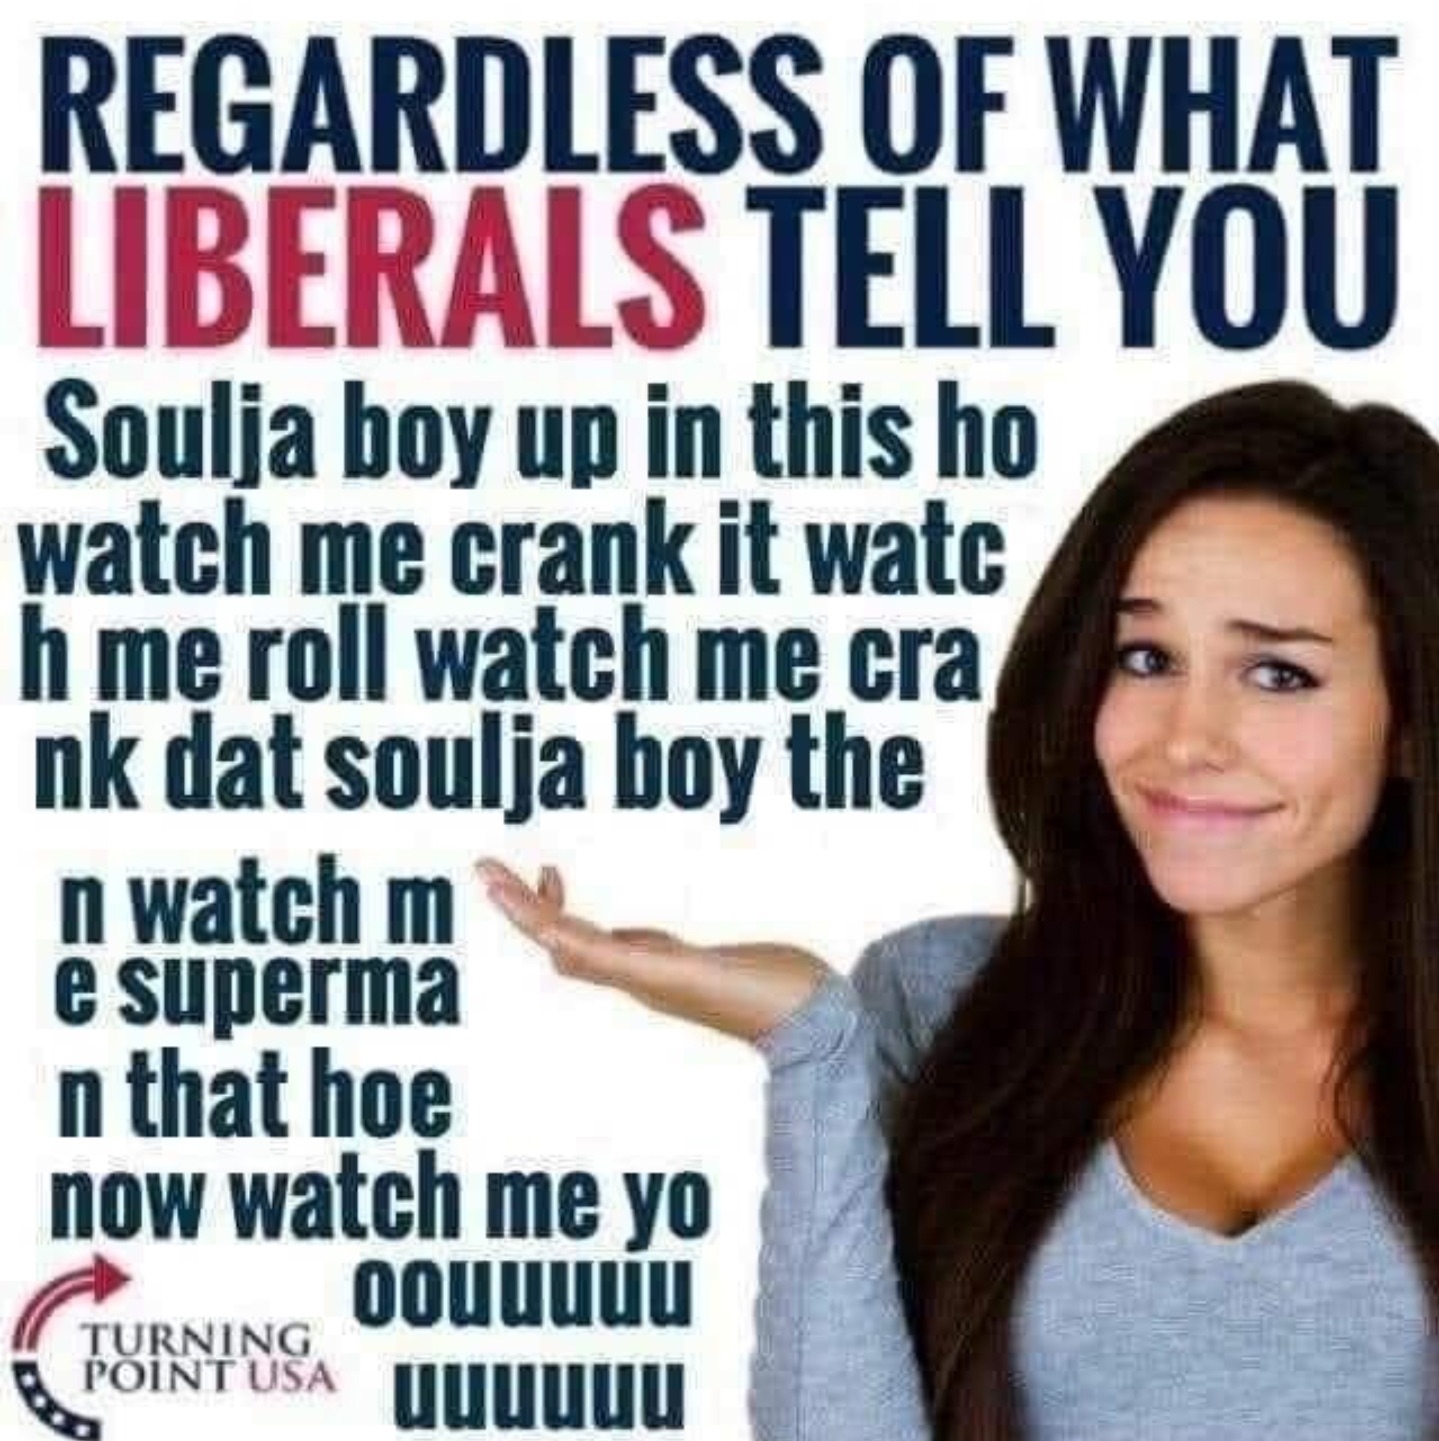 REGARDLESS OF WHAT
LIBERALS TELL YOU
Soulja boy up in this ho
watch me crank it watc
h me roll watch me cra
nk dat soulja boy the
n watch m
e superma
n that hoe
now watch me yo
oouuuuu
uuuuuu
TURNING
POINT USA